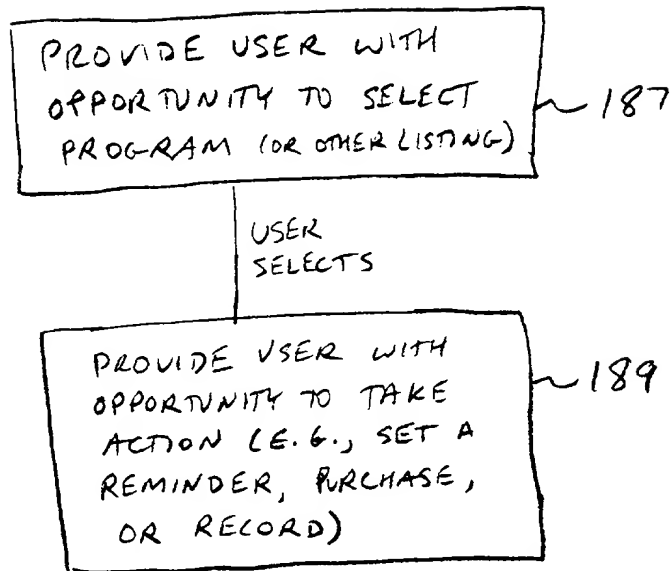 PROVIDE USER WITH
OPPORTUNITY TO SELECT
PROGRAM (OR OTHER LISTING)
187
USER
SELECTS
PROVIDE USER WITH
OPPORTUNITY TO TAKE
ACTION (E.G., SET A
REMINDER, PURCHASE,
OR RECORD)
189